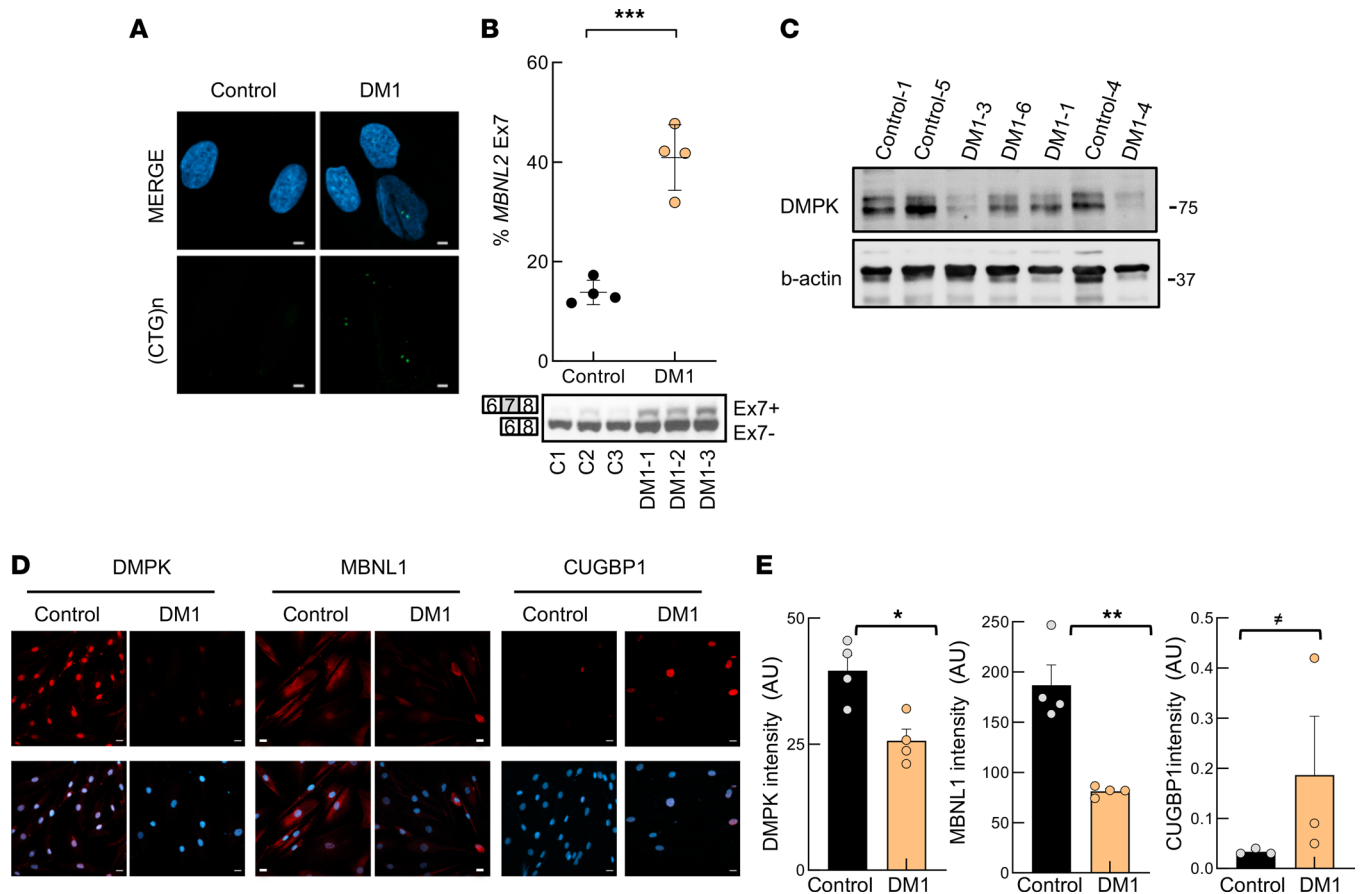 A
Control
DM1
MERGE
(CTG)n
B
***
60
40
20
0
% MBNL2 Ex7
Control
DM1
6 7 8
6 8
Ex7+
Ex7-
C1
C2
C3
DM1-1
DM1-2
DM1-3
C
Control-1
Control-5
DM1-3
DM1-6
DM1-1
Control-4
DM1-4
DMPK
-75
b-actin
-37
D
DMPK
MBNL1
CUGBP1
Control
DM1
Control
DM1
Control
DM1
E
DMPK intensity (AU)
50
25
0
*
Control
DM1
MBNL1 intensity (AU)
250
200
150
100
50
0
**
Control
DM1
CUGBP1intensity (AU)
0.5
0.4
0.3
0.2
0.1
0.0
≠
Control
DM1